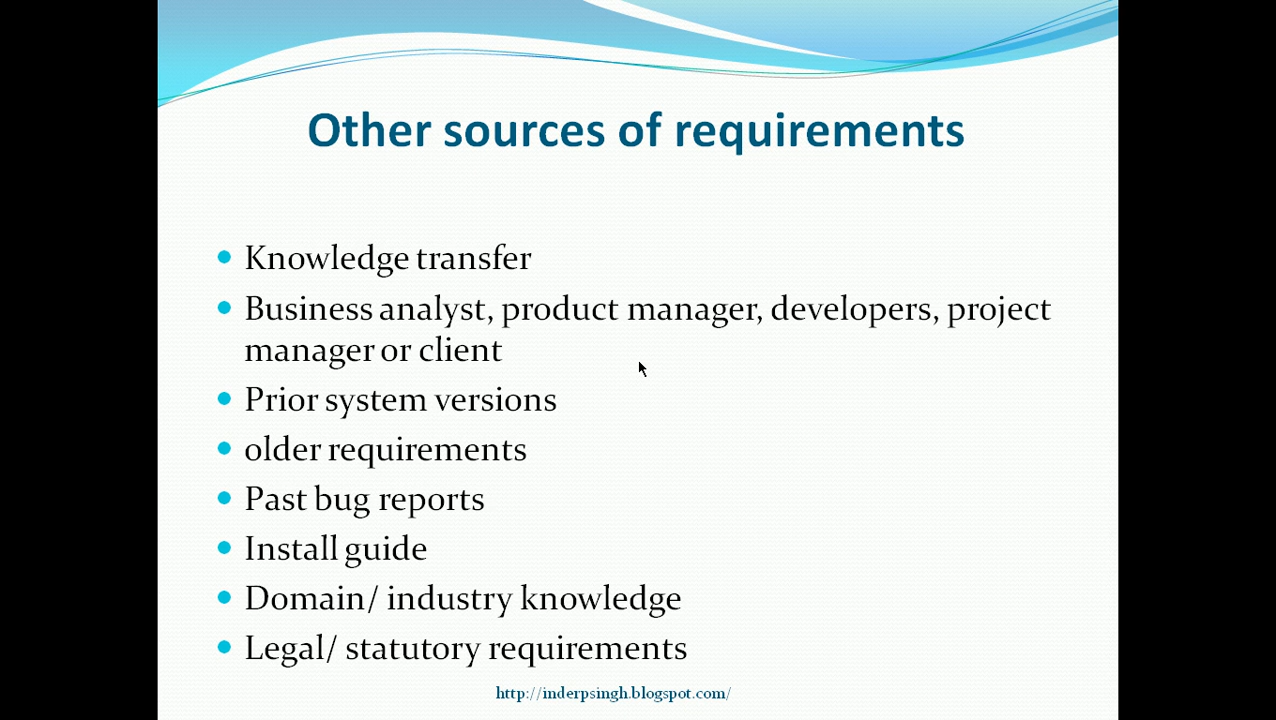 Other sources of requirements
Knowledge transfer
Business analyst, product manager, developers, project
manager or client
Prior system versions
older requirements
Past bug reports
Install guide
Domain/ industry knowledge
Legal/ statutory requirements
http://inderpsingh.blogspot.com/